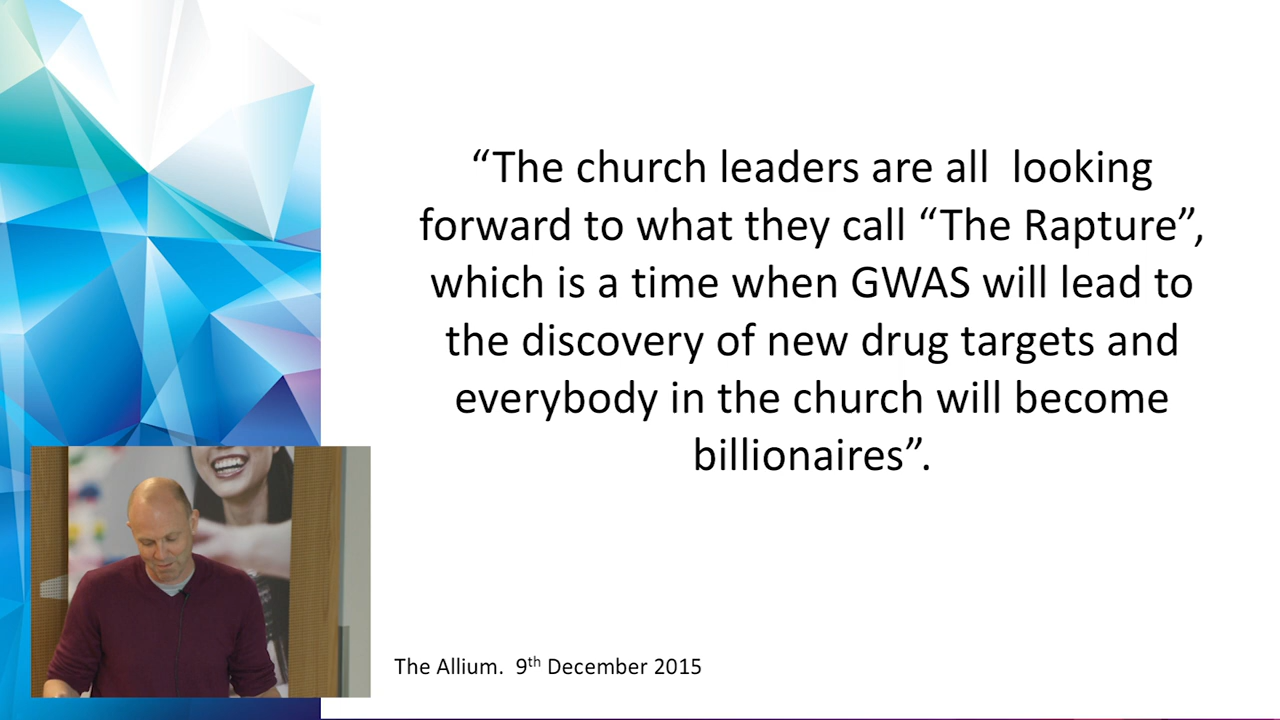 “The church leaders are all  looking
forward to what they call “The Rapture”,
which is a time when GWAS will lead to
the discovery of new drug targets and
everybody in the church will become
billionaires”.
The Allium.  9th December 2015